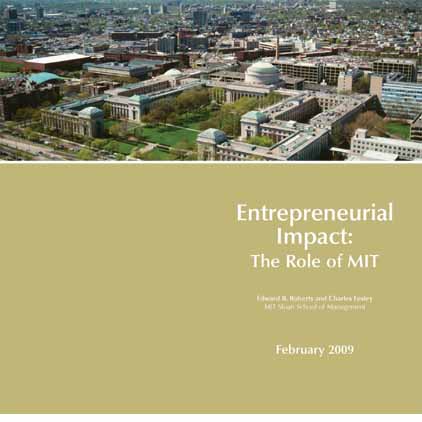 Entrepreneurial
Impact:
The Role of MIT
Edward B. Roberts and Charles Eesley
MIT Sloan School of Management
February 2009